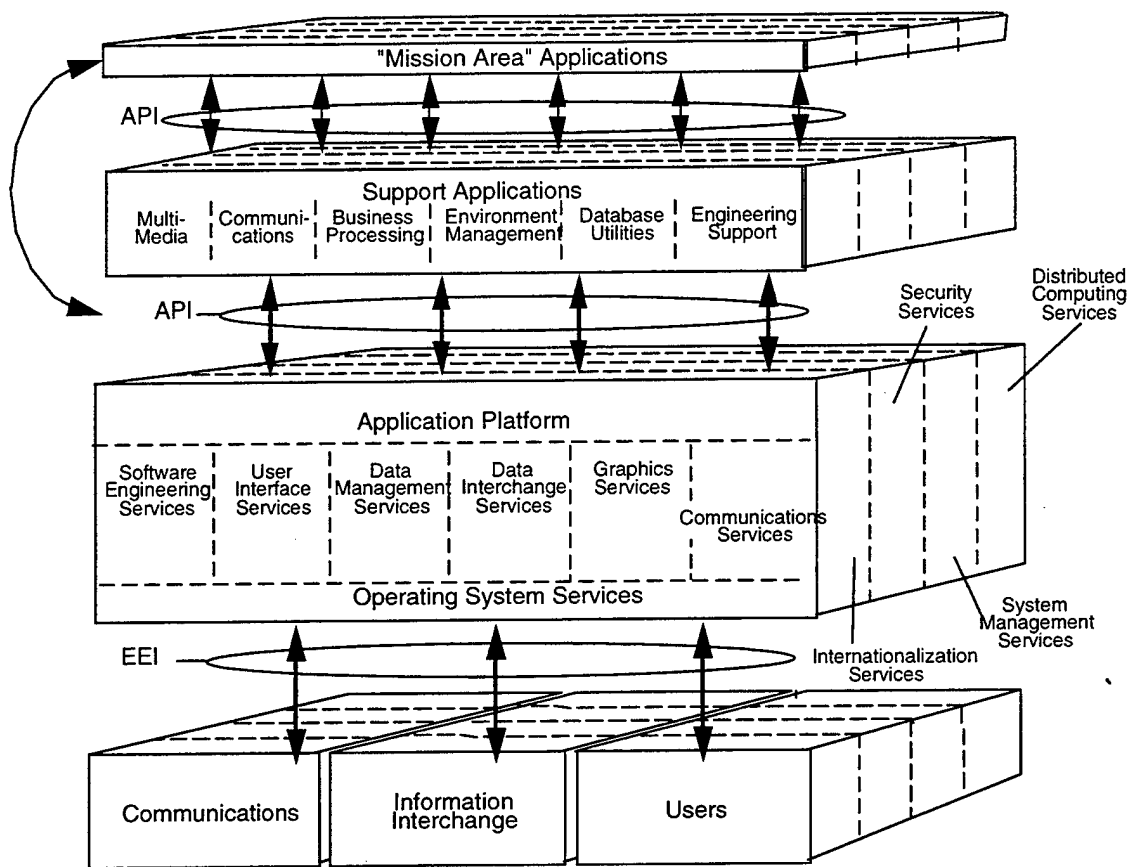 "Mission Area" Applications
API
Support Applications
Multi-
Media
Communi-
cations
Business
Processing
Environment
Management
Database
Utilities
Engineering
Support
API
Security
Services
Distributed
Computing
Services
Application Platform
Software
Engineering
Services
User
Interface
Services
Data
Management
Services
Data
Interchange
Services
Graphics
Services
Communications
Services
Operating System Services
System
Management
Services
Internationalization
Services
EEI
Communications
Information
Interchange
Users